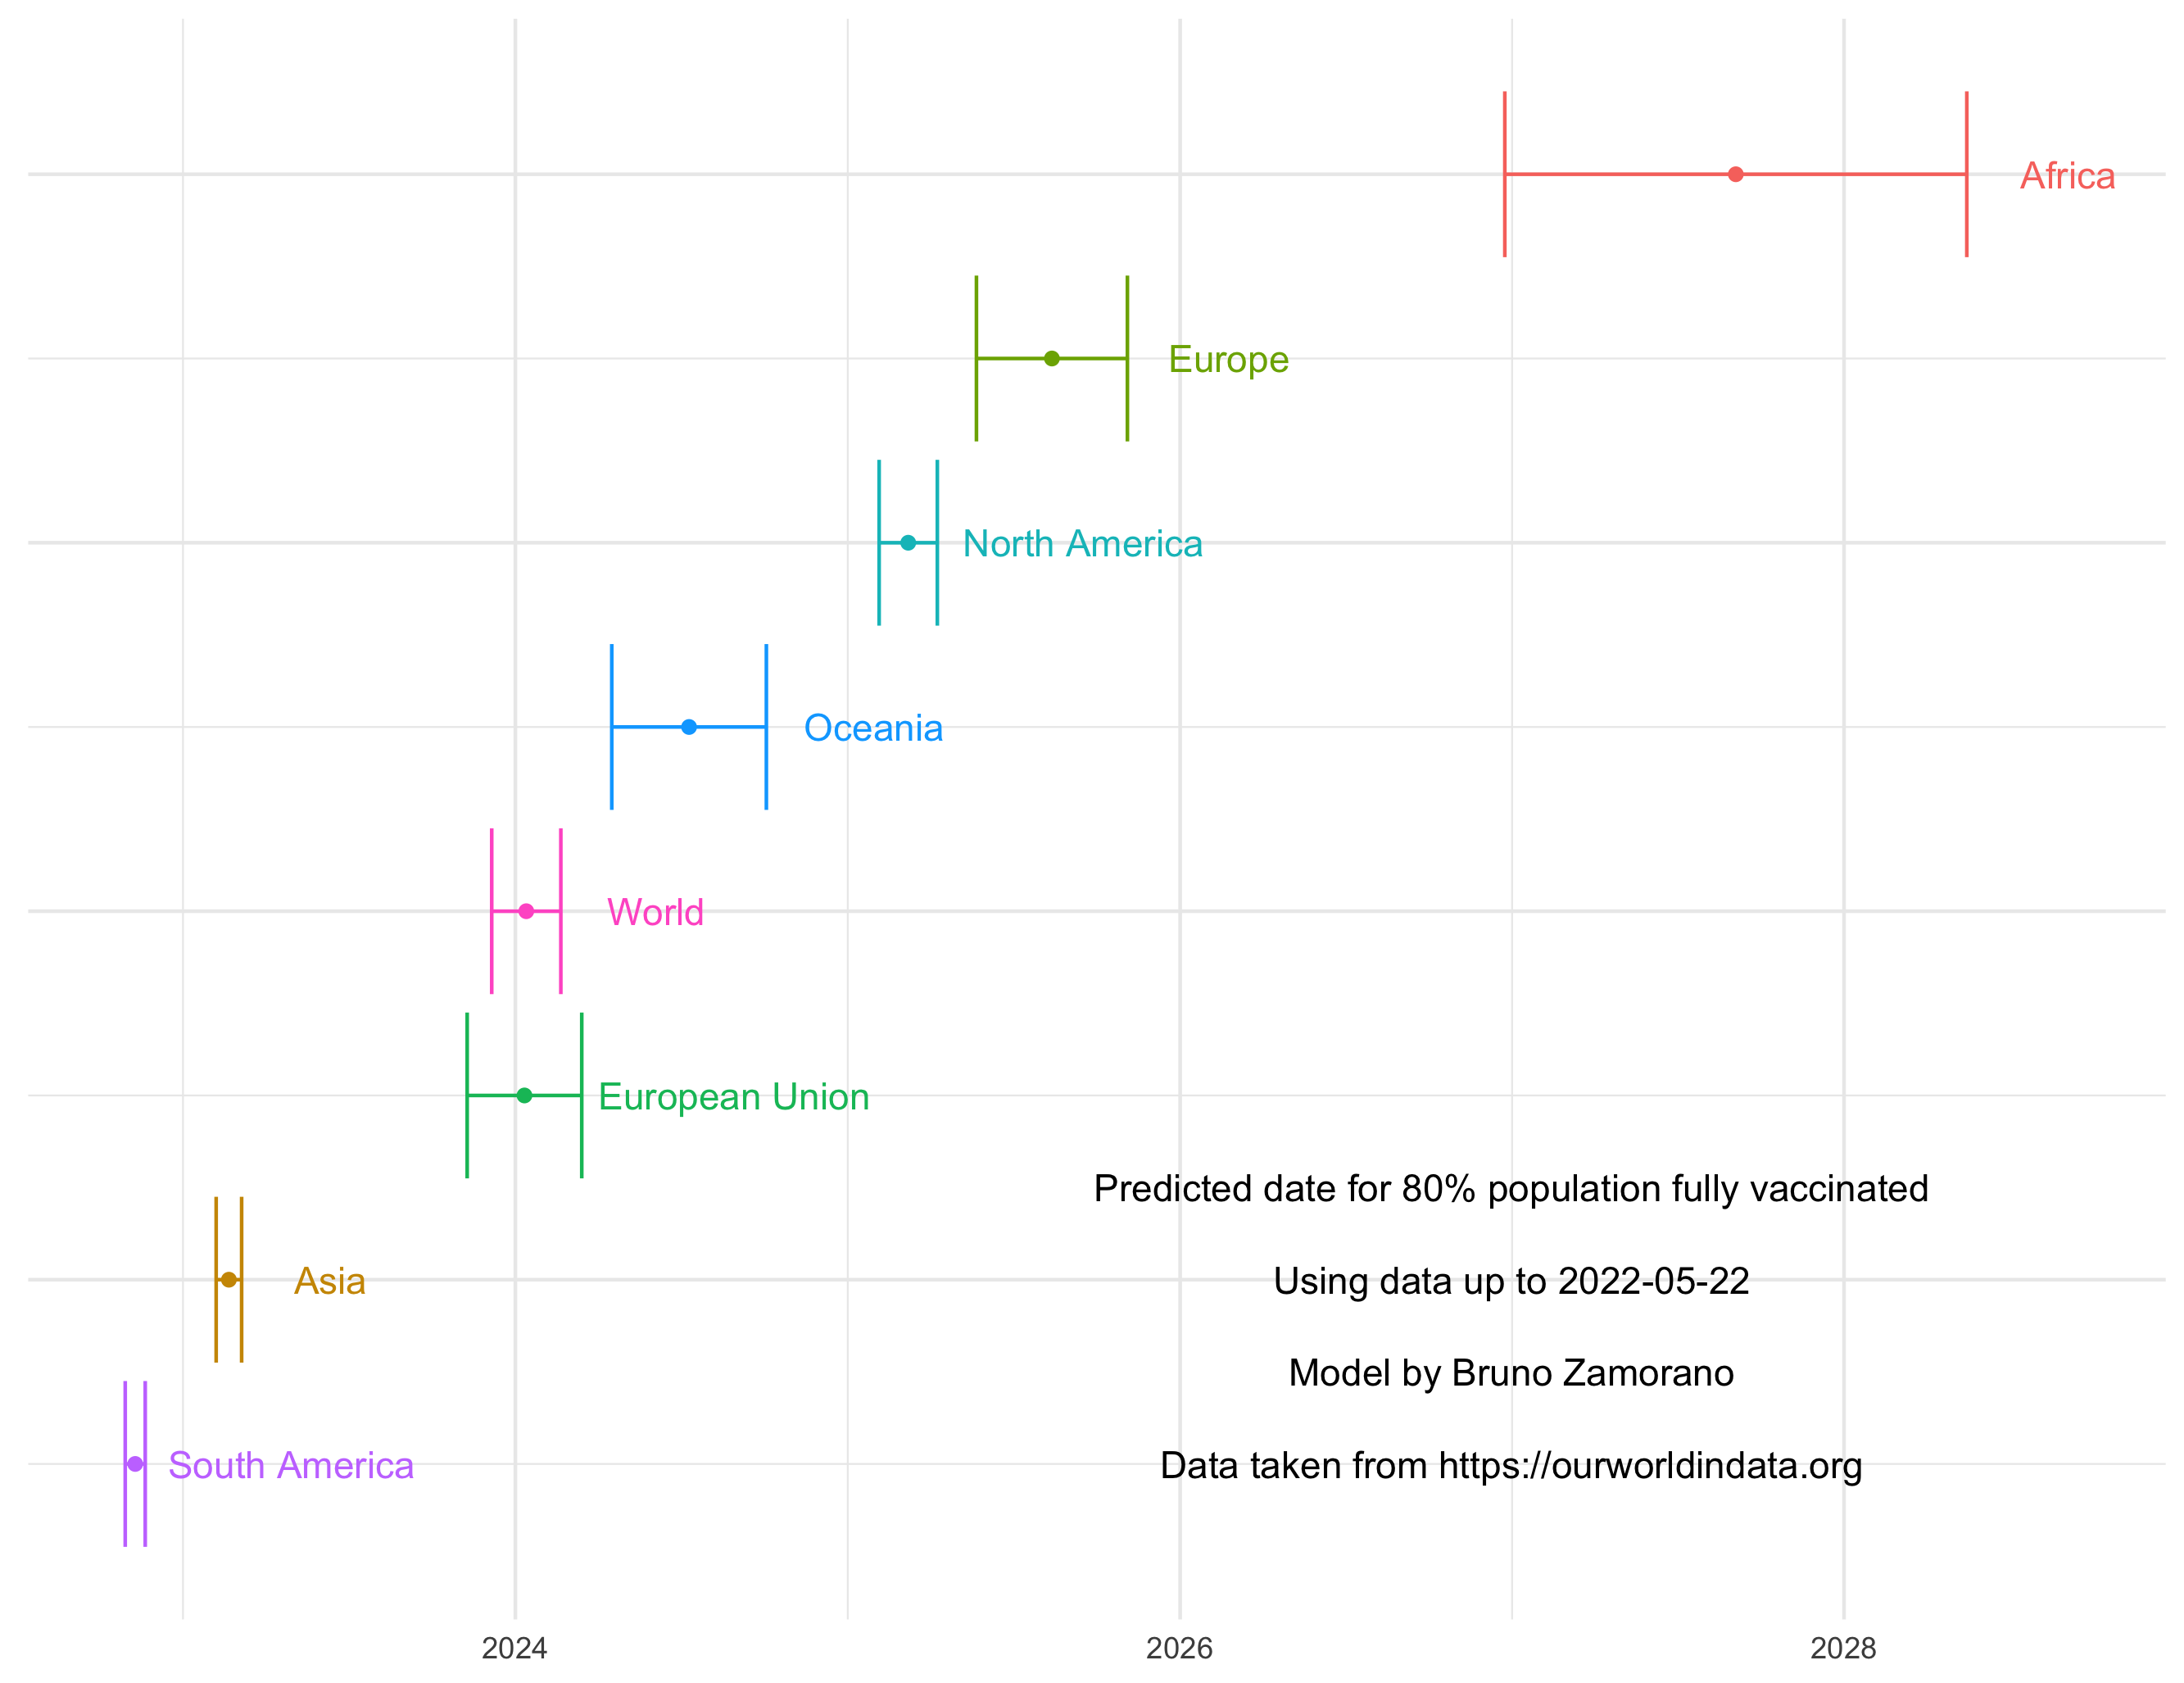 Africa
Europe
North America
Oceania
World
European Union
Predicted date for 80% population fully vaccinated
Asia
Using data up to 2022-05-22
Model by Bruno Zamorano
South America
Data taken from https://ourworldindata.org
2024
2026
2028